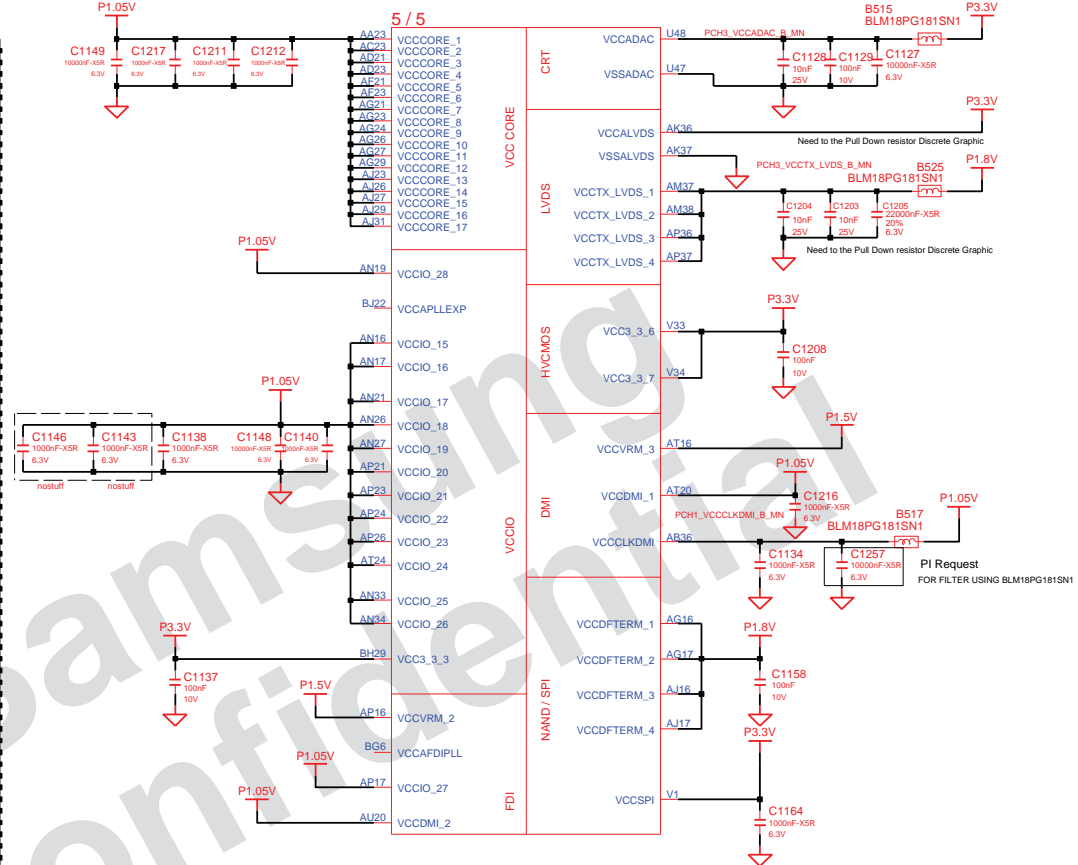 5 / 5
P1.05V
C1149
10000nF-X5R
6.3V
C1217
1000nF-X5R
6.3V
C1211
1000nF-X5R
6.3V
C1212
1000nF-X5R
6.3V
AA23 VCCCORE_1
AC23 VCCCORE_2
AD21 VCCCORE_3
AD23 VCCCORE_4
AF21 VCCCORE_5
AF23 VCCCORE_6
AG21 VCCCORE_7
AG23 VCCCORE_8
AG24 VCCCORE_9
AG26 VCCCORE_10
AG27 VCCCORE_11
AG29 VCCCORE_12
AJ23 VCCCORE_13
AJ26 VCCCORE_14
AJ27 VCCCORE_15
AJ29 VCCCORE_16
AJ31 VCCCORE_17
VCC CORE
P1.05V
AN19 VCCIO_28
BJ22 VCCAPLLEXP
AN16 VCCIO_15
AN17 VCCIO_16
AN21 VCCIO_17
AN26 VCCIO_18
AN27 VCCIO_19
AP21 VCCIO_20
AP23 VCCIO_21
AP24 VCCIO_22
AP26 VCCIO_23
AT24 VCCIO_24
AN33 VCCIO_25
AN34 VCCIO_26
VCCIO
P1.05V
C1146
1000nF-X5R
6.3V
nostuff
C1143
1000nF-X5R
6.3V
nostuff
C1138
1000nF-X5R
6.3V
C1148
10000nF-X5R
6.3V
C1140
1000nF-X5R
6.3V
P3.3V
BH29 VCC3_3_3
C1137
100nF
10V
P1.5V
AP16 VCCVRM_2
BG6 VCCAFDIPLL
P1.05V
AP17 VCCIO_27
P1.05V
AU20 VCCDMI_2
FDI
CRT
VCCADAC U48
PCH3_VCCADAC_B_MN
VSSADAC U47
B515
BLM18PG181SN1
P3.3V
C1128
10nF
25V
C1129
100nF
10V
C1127
10000nF-X5R
6.3V
LVDS
P3.3V
VCCALVDS AK36
Need to the Pull Down resistor Discrete Graphic
VSSALVDS AK37
PCH3_VCCTX_LVDS_B_MN
B525
BLM18PG181SN1
P1.8V
VCCTX_LVDS_1 AM37
VCCTX_LVDS_2 AM38
VCCTX_LVDS_3 AP36
VCCTX_LVDS_4 AP37
C1204
10nF
25V
C1203
10nF
25V
C1205
22000nF-X5R
20%
6.3V
Need to the Pull Down resistor Discrete Graphic
HVCMOS
P3.3V
VCC3_3_6 V33
VCC3_3_7 V34
C1208
100nF
10V
DMI
P1.5V
VCCVRM_3 AT16
P1.05V
VCCDMI_1 AT20
C1216
1000nF-X5R
6.3V
PCH1_VCCCLKDMI_B_MN
VCCCLKDMI AB36
B517
BLM18PG181SN1
P1.05V
C1134
1000nF-X5R
6.3V
C1257
10000nF-X5R
6.3V
PI Request
FOR FILTER USING BLM18PG181SN1
NAND / SPI
VCCDFTERM_1 AG16
VCCDFTERM_2 AG17
VCCDFTERM_3 AJ16
VCCDFTERM_4 AJ17
P1.8V
C1158
100nF
10V
P3.3V
VCCSPI V1
C1164
1000nF-X5R
6.3V
Samsung
Confidential